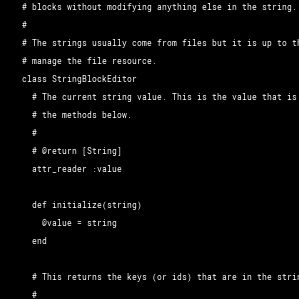 # blocks without modifying anything else in the string.
#
# The strings usually come from files but it is up to
# manage the file resource.
class StringBlockEditor
# The current string value. This is the value that is
# the methods below.
#
# @return [String]
attr_reader :value
def initialize(string)
@value = string
end
# This returns the keys (or ids) that are in the
#